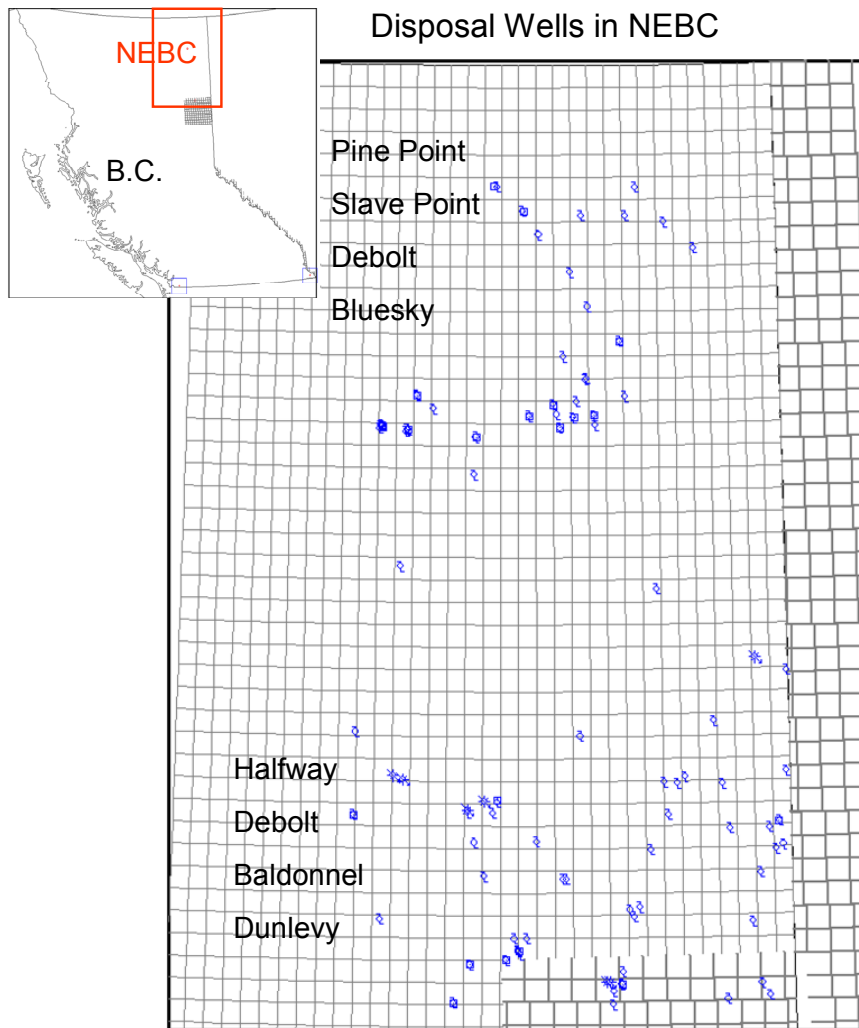 Disposal Wells in NEBC
NEBC
B.C.
Pine Point
Slave Point
Debolt
Bluesky
Halfway
Debolt
Baldonnel
Dunlevy